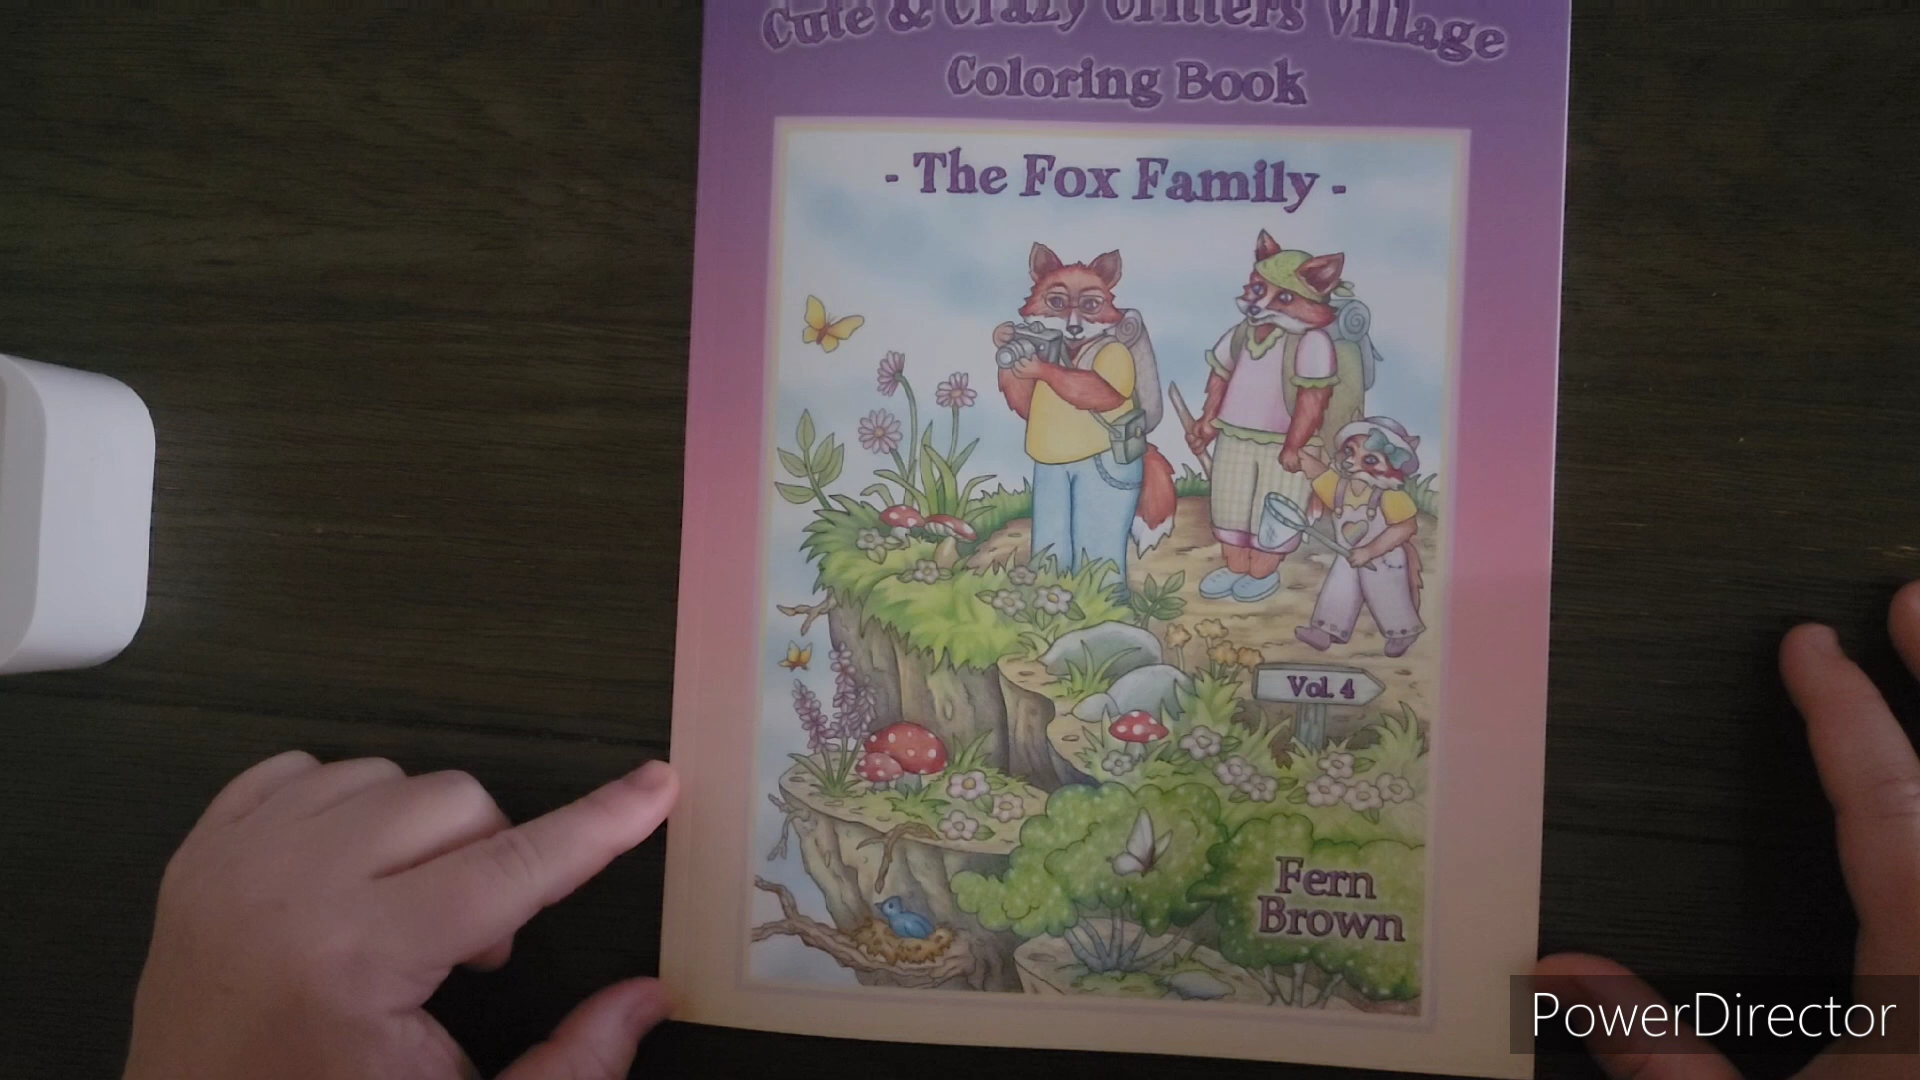 Cute & Crazy Critters Village
Coloring Book
- The Fox Family -
Vol. 4
Fern
Brown
PowerDirector